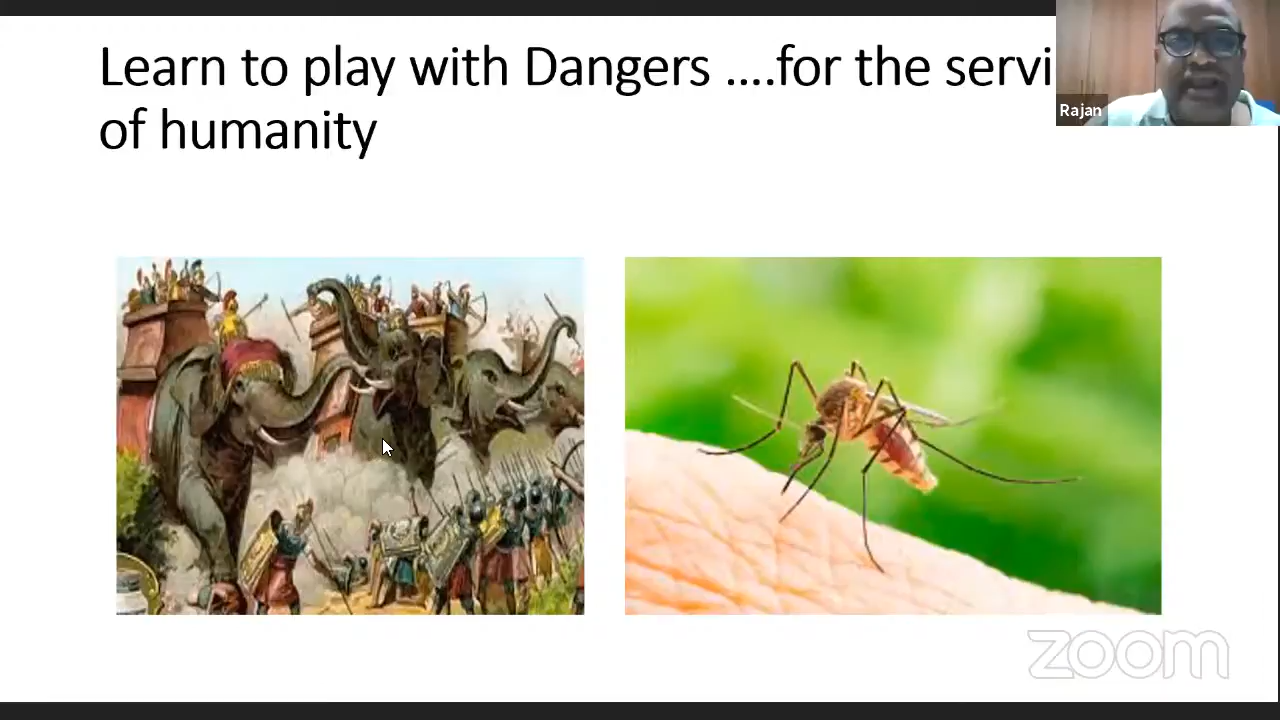 Learn to play with Dangers ....for the servi
of humanity
Rajan
zoom